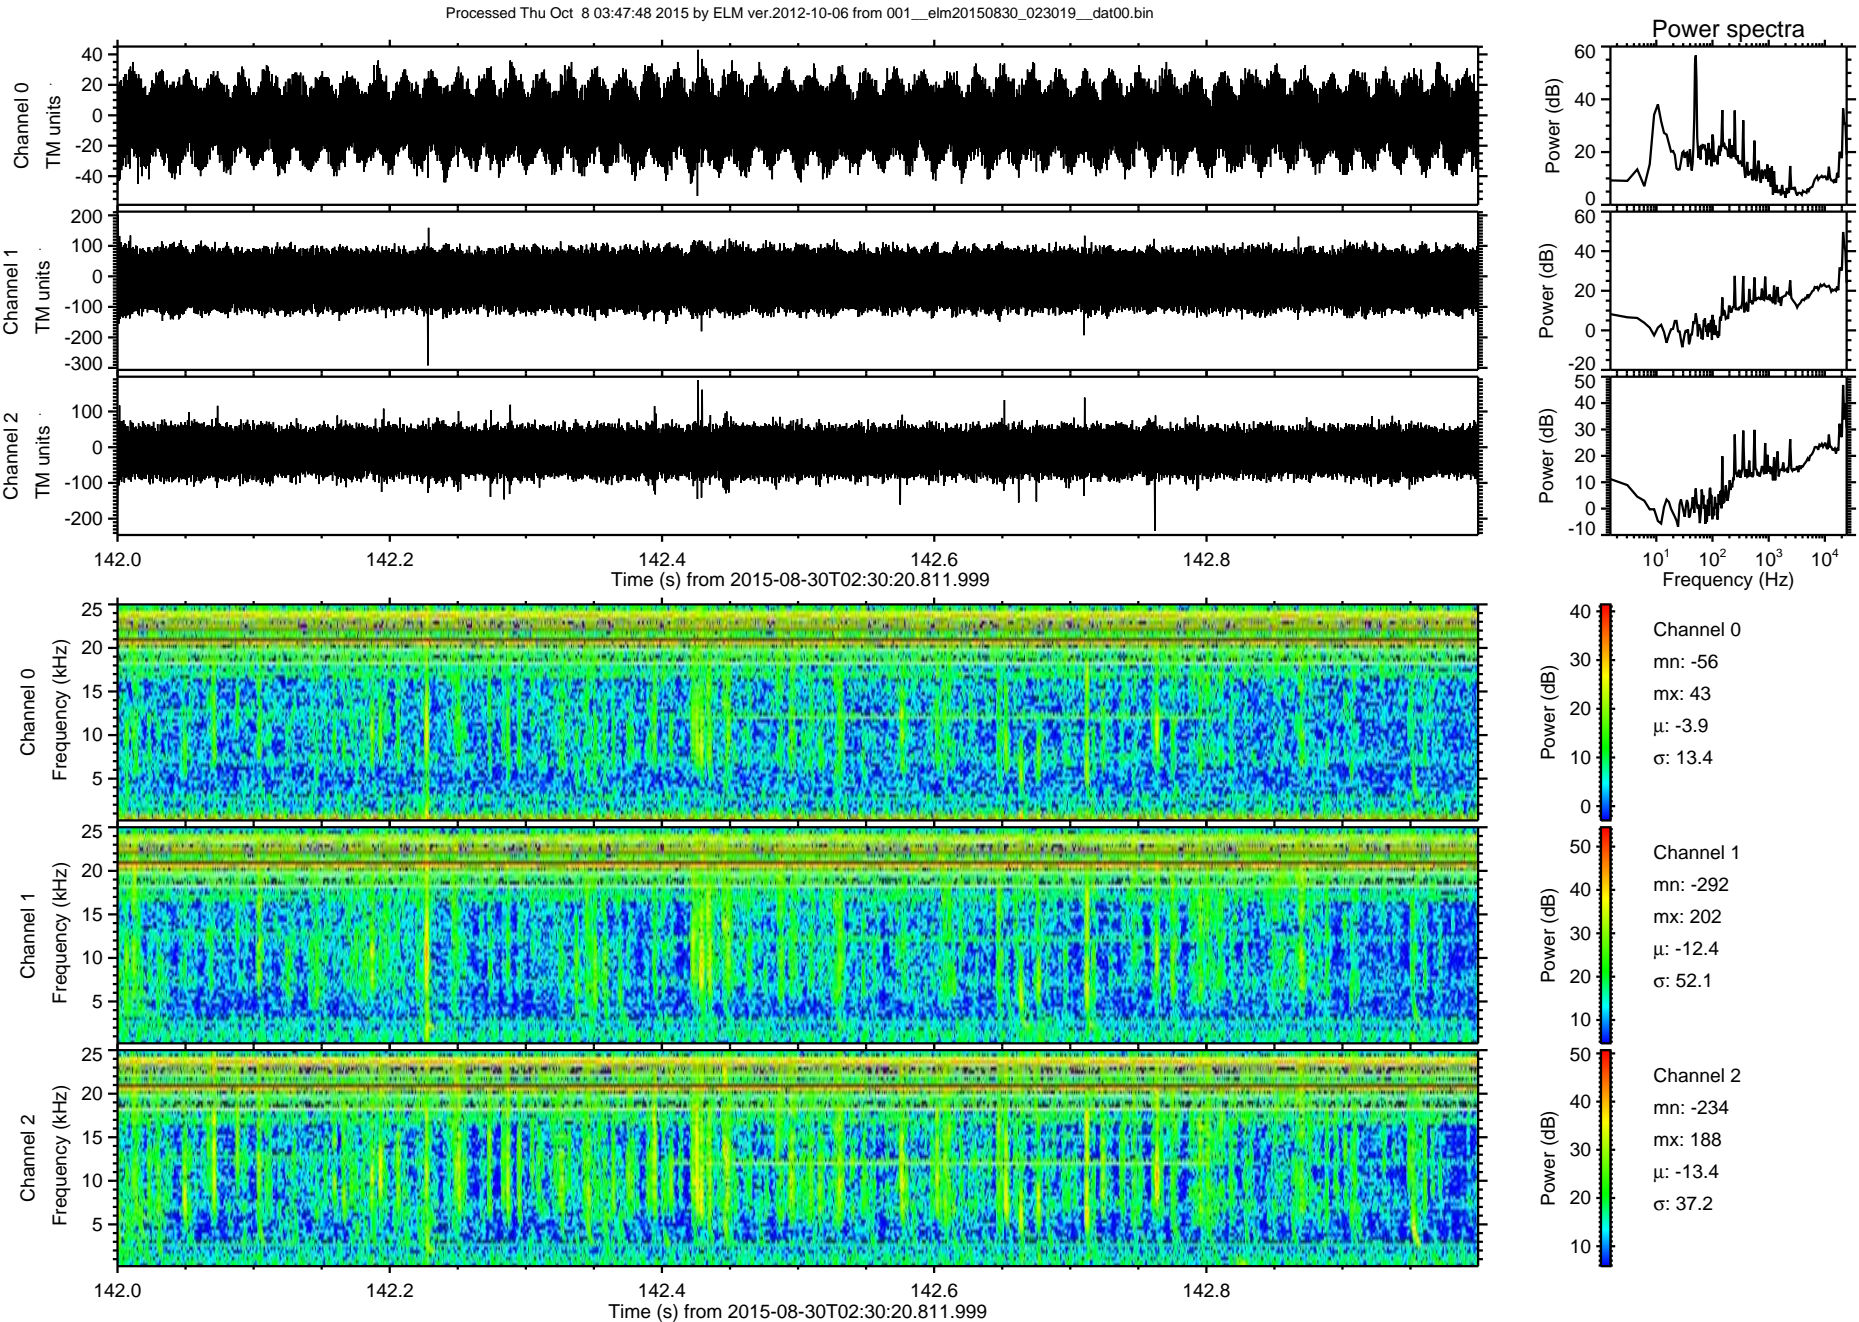 Processed Thu Oct  8 03:47:48 2015 by ELM ver.2012-10-06 from 001__elm20150830_023019__dat00.bin
Power spectra
Channel 0
TM units
40
20
0
-20
-40
Power (dB)
60
40
20
0
Channel 1
TM units
200
100
0
-100
-200
-300
Power (dB)
60
40
20
0
-20
Channel 2
TM units
100
0
-100
-200
Power (dB)
50
40
30
20
10
0
-10
142.0 142.2 142.4 142.6 142.8
Time (s) from 2015-08-30T02:30:20.811.999
10^1 10^2 10^3 10^4
Frequency (Hz)
Channel 0
Frequency (kHz)
25
20
15
10
5
Power (dB)
40
30
20
10
0
Channel 0
mn: -56
mx: 43
μ: -3.9
σ: 13.4
Channel 1
Frequency (kHz)
25
20
15
10
5
Power (dB)
50
40
30
20
10
Channel 1
mn: -292
mx: 202
μ: -12.4
σ: 52.1
Channel 2
Frequency (kHz)
25
20
15
10
5
Power (dB)
50
40
30
20
10
Channel 2
mn: -234
mx: 188
μ: -13.4
σ: 37.2
142.0 142.2 142.4 142.6 142.8
Time (s) from 2015-08-30T02:30:20.811.999